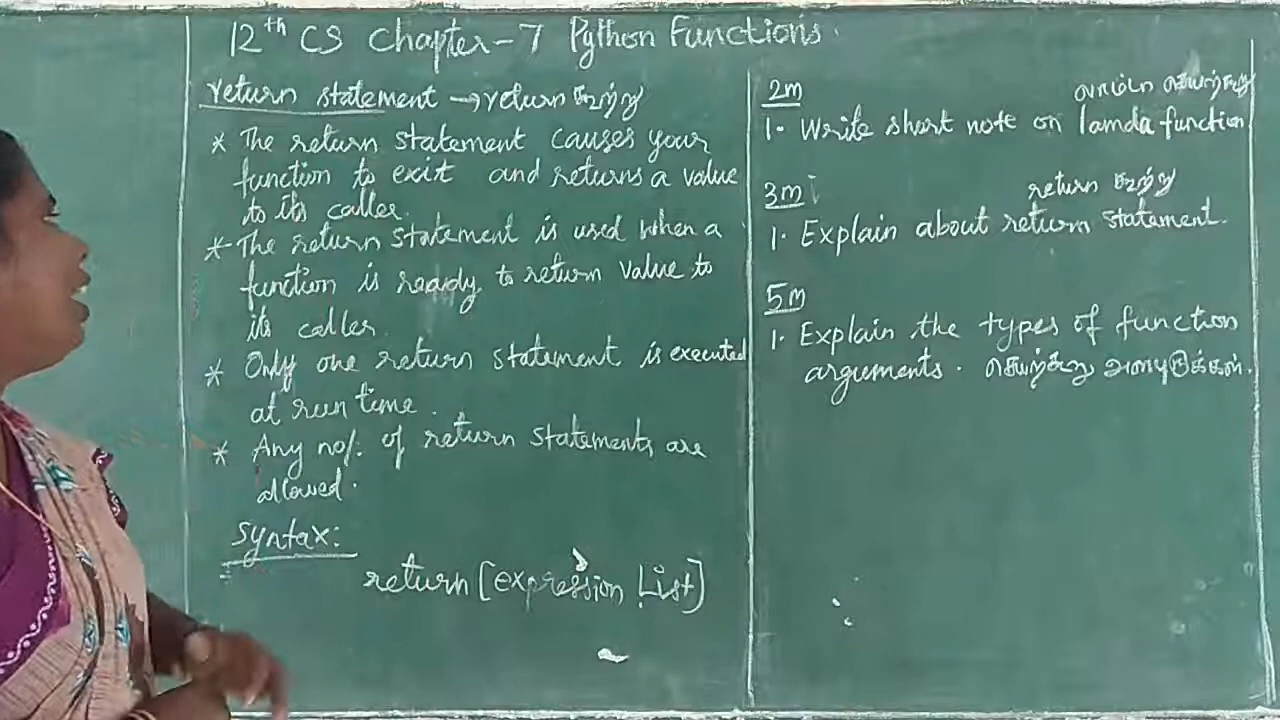 12th CS Chapter-7 Python Functions.
return statement → return கூற்று
* The return statement causes your
function to exit and returns a value
to its caller.
* The return statement is used when a
function is ready to return value to
its caller.
* Only one return statement is executed
at run time.
* Any no/. of return statements are
allowed.
Syntax:
return [expression List]
2m
1. Write short note on lamda function
3m
return கூற்று
1. Explain about return statement.
5m
1. Explain the types of function
arguments.